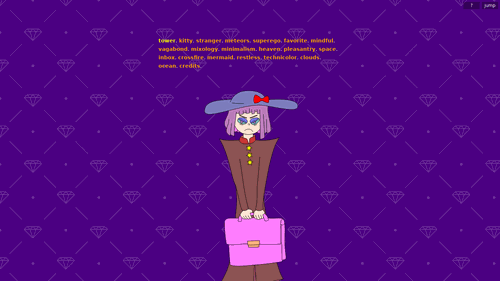 ? jump
tower. kitty. stranger. meteors. superego. favorite. mindful.
vagabond. mixology. minimalism. heaven. pleasantry. space.
inbox. crossfire. mermaid. restless. technicolor. clouds.
ocean. credits.